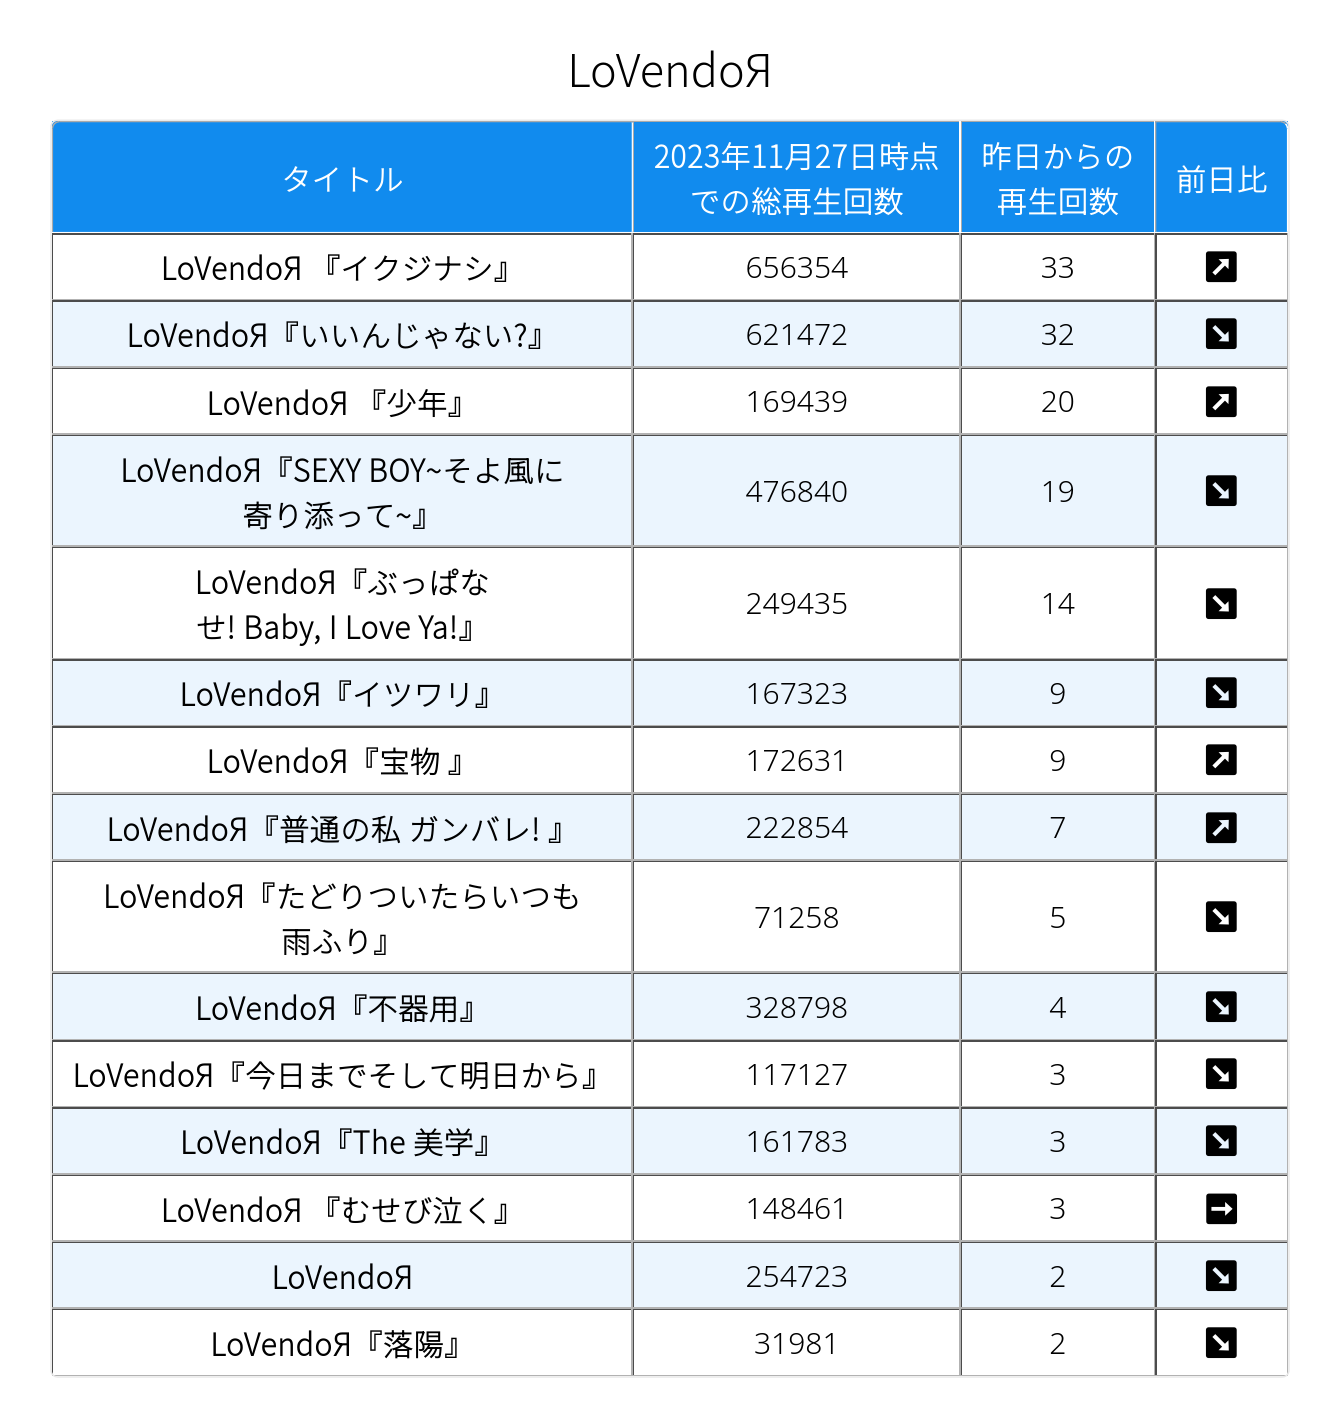 LoVendoЯ
タイトル
2023年11月27日時点
での総再生回数
昨日からの
再生回数
前日比
LoVendoЯ 『イクジナシ』
656354
33
LoVendoЯ『いいんじゃない?』
621472
32
LoVendoЯ 『少年』
169439
20
LoVendoЯ『SEXY BOY~そよ風に
寄り添って~』
476840
19
LoVendoЯ『ぶっぱな
せ! Baby, I Love Ya!』
249435
14
LoVendoЯ『イツワリ』
167323
9
LoVendoЯ『宝物 』
172631
9
LoVendoЯ『普通の私 ガンバレ! 』
222854
7
LoVendoЯ『たどりついたらいつも
雨ふり』
71258
5
LoVendoЯ『不器用』
328798
4
LoVendoЯ『今日までそして明日から』
117127
3
LoVendoЯ『The 美学』
161783
3
LoVendoЯ 『むせび泣く』
148461
3
LoVendoЯ
254723
2
LoVendoЯ『落陽』
31981
2